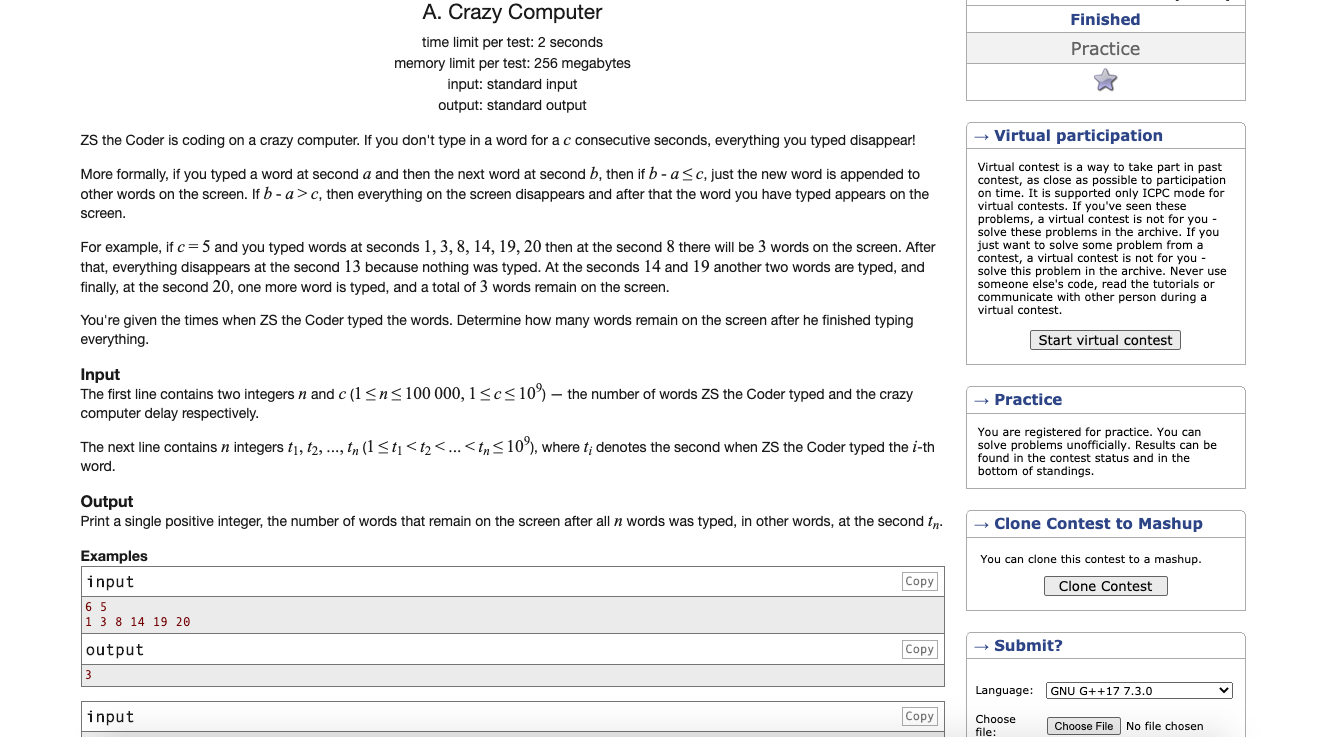 A. Crazy Computer
time limit per test: 2 seconds
memory limit per test: 256 megabytes
input: standard input
output: standard output
ZS the Coder is coding on a crazy computer. If you don't type in a word for a c consecutive seconds, everything you typed disappear!
More formally, if you typed a word at second a and then the next word at second b, then if b - a ≤ c, just the new word is appended to
other words on the screen. If b - a > c, then everything on the screen disappears and after that the word you have typed appears on the
screen.
For example, if c = 5 and you typed words at seconds 1, 3, 8, 14, 19, 20 then at the second 8 there will be 3 words on the screen. After
that, everything disappears at the second 13 because nothing was typed. At the seconds 14 and 19 another two words are typed, and
finally, at the second 20, one more word is typed, and a total of 3 words remain on the screen.
You're given the times when ZS the Coder typed the words. Determine how many words remain on the screen after he finished typing
everything.
Input
The first line contains two integers n and c (1 ≤ n ≤ 100 000, 1 ≤ c ≤ 10⁹) — the number of words ZS the Coder typed and the crazy
computer delay respectively.
The next line contains n integers t₁, t₂, ..., tₙ (1 ≤ t₁ < t₂ < ... < tₙ ≤ 10⁹), where tᵢ denotes the second when ZS the Coder typed the i-th
word.
Output
Print a single positive integer, the number of words that remain on the screen after all n words was typed, in other words, at the second tₙ.
Examples
input
Copy
6 5
1 3 8 14 19 20
output
Copy
3
input
Copy
Finished
Practice
→ Virtual participation
Virtual contest is a way to take part in past
contest, as close as possible to participation
on time. It is supported only ICPC mode for
virtual contests. If you've seen these
problems, a virtual contest is not for you -
solve these problems in the archive. If you
just want to solve some problem from a
contest, a virtual contest is not for you -
solve this problem in the archive. Never use
someone else's code, read the tutorials or
communicate with other person during a
virtual contest.
Start virtual contest
→ Practice
You are registered for practice. You can
solve problems unofficially. Results can be
found in the contest status and in the
bottom of standings.
→ Clone Contest to Mashup
You can clone this contest to a mashup.
Clone Contest
→ Submit?
Language: GNU G++17 7.3.0
Choose
file:
Choose File No file chosen